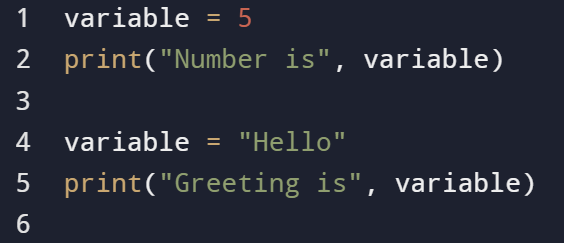 1 variable = 5
2 print("Number is", variable)
3
4 variable = "Hello"
5 print("Greeting is", variable)
6